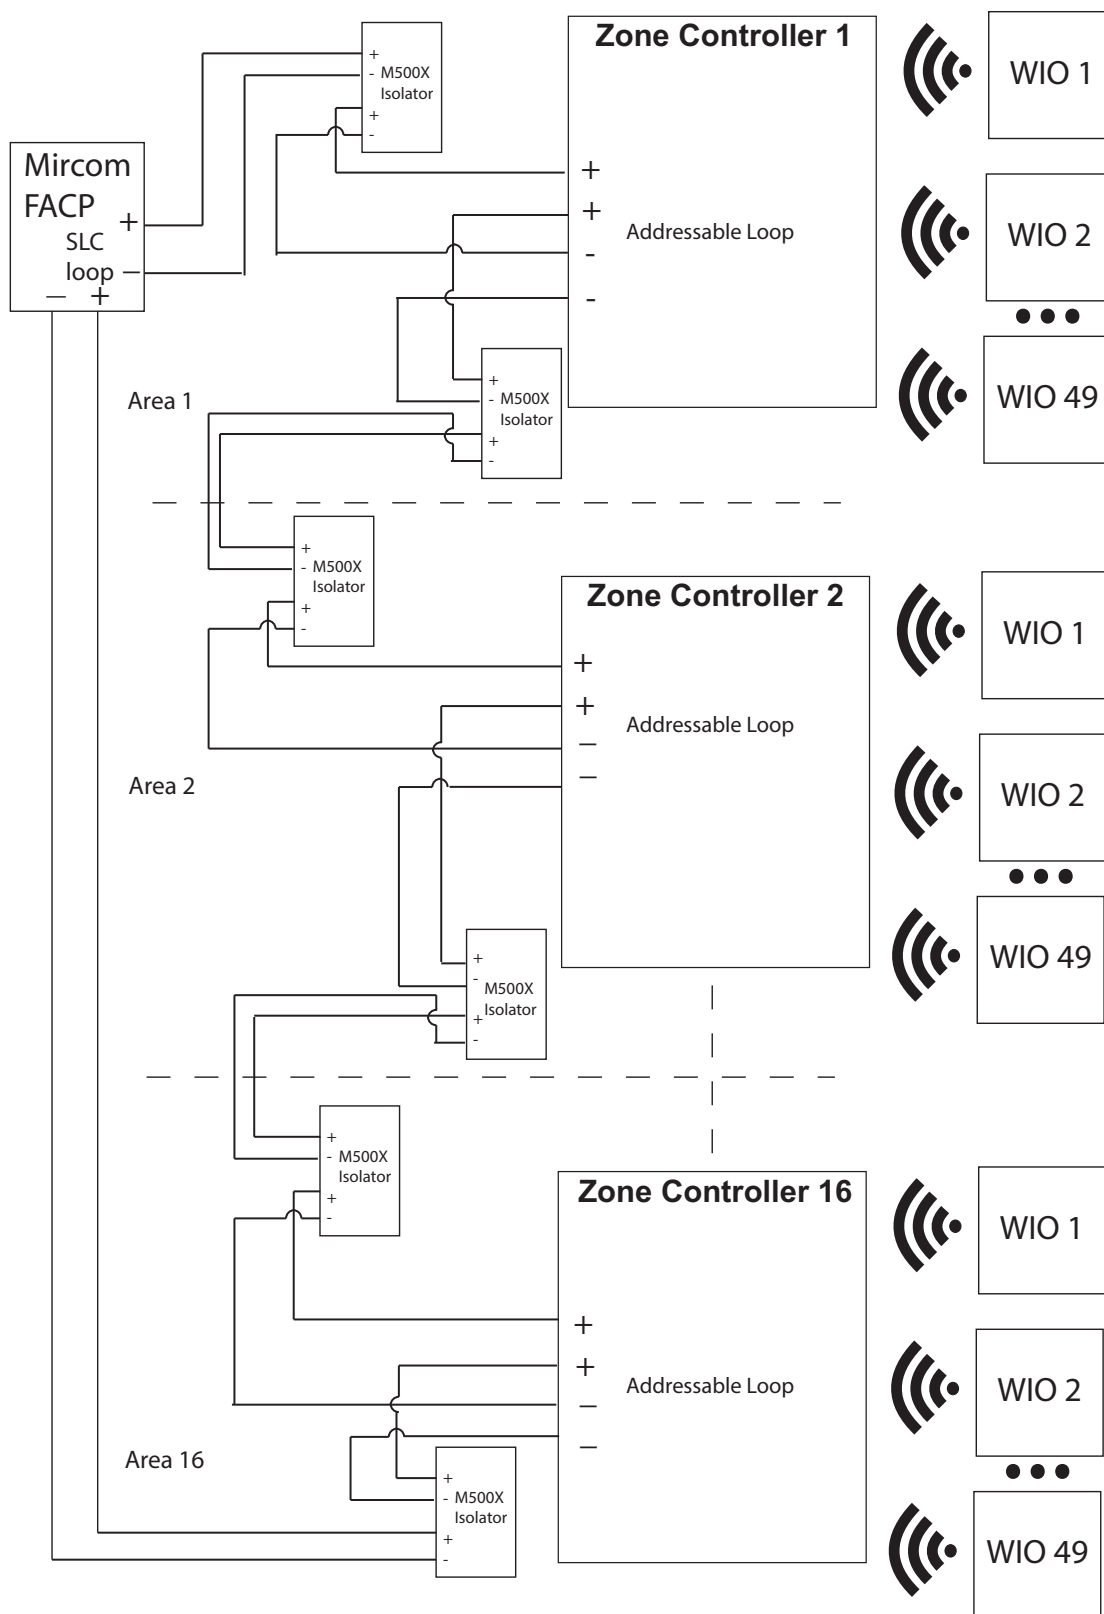 Zone Controller 1
WIO 1
+
- M500X
Isolator
+
-
Mircom
FACP
SLC
loop
+
−
− +
+
+
-
-
Addressable Loop
WIO 2
WIO 49
Area 1
+
- M500X
Isolator
+
-
+
- M500X
Isolator
+
-
Zone Controller 2
WIO 1
+
+
−
−
Addressable Loop
WIO 2
Area 2
WIO 49
+
- M500X
Isolator
+
-
+
- M500X
Isolator
+
-
Zone Controller 16
WIO 1
+
+
−
−
Addressable Loop
WIO 2
Area 16
+
- M500X
Isolator
+
-
WIO 49